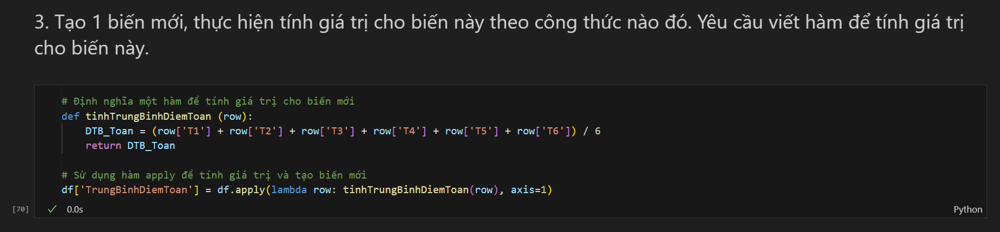 3. Tạo 1 biến mới, thực hiện tính giá trị cho biến này theo công thức nào đó. Yêu cầu viết hàm để tính giá trị
cho biến này.
# Định nghĩa một hàm để tính giá trị cho biến mới
def tinhTrungBinhDiemToan (row):
    DTB_Toan = (row['T1'] + row['T2'] + row['T3'] + row['T4'] + row['T5'] + row['T6']) / 6
    return DTB_Toan
# Sử dụng hàm apply để tính giá trị và tạo biến mới
df['TrungBinhDiemToan'] = df.apply(lambda row: tinhTrungBinhDiemToan(row), axis=1)
[70] ✓ 0.0s Python